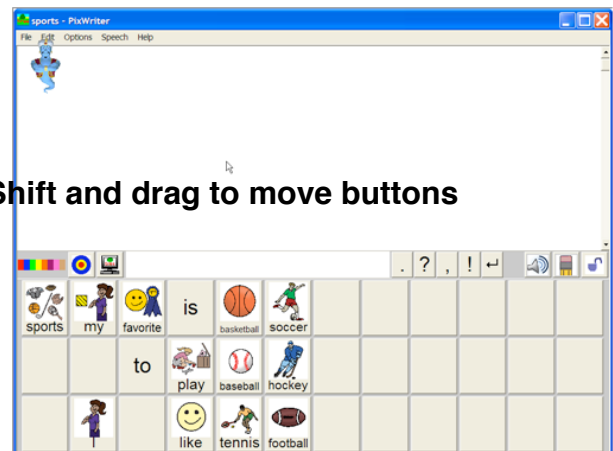 sports - PixWriter
File Edit Options Speech Help
Shift and drag to move buttons
. ? , ! ↵
sports my favorite is basketball soccer
to play baseball hockey
I like tennis football